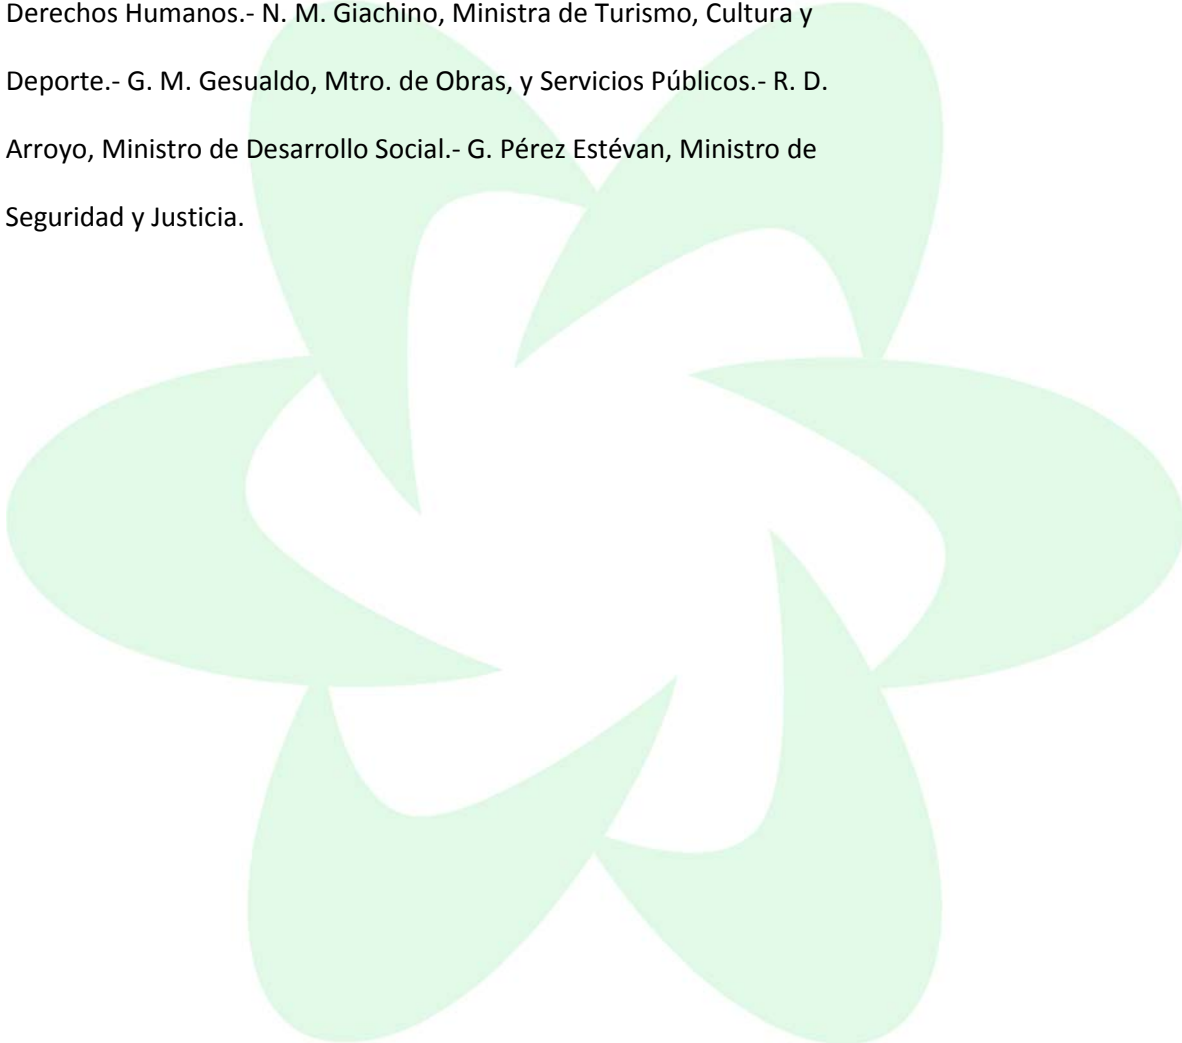 Derechos Humanos.- N. M. Giachino, Ministra de Turismo, Cultura y
Deporte.- G. M. Gesualdo, Mtro. de Obras, y Servicios Públicos.- R. D.
Arroyo, Ministro de Desarrollo Social.- G. Pérez Estévan, Ministro de
Seguridad y Justicia.